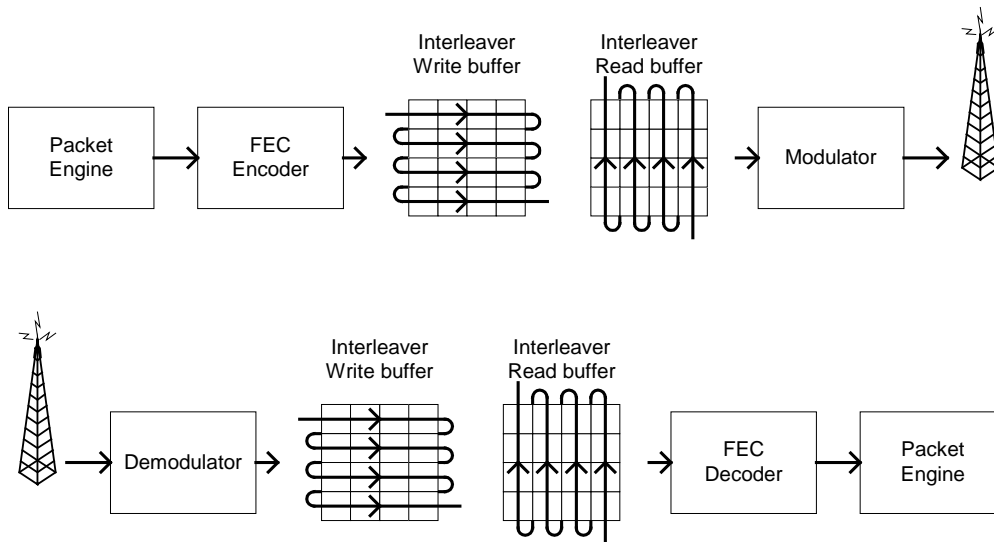 Interleaver
Write buffer
Interleaver
Read buffer
Packet
Engine
FEC
Encoder
Modulator
Interleaver
Write buffer
Interleaver
Read buffer
Demodulator
FEC
Decoder
Packet
Engine